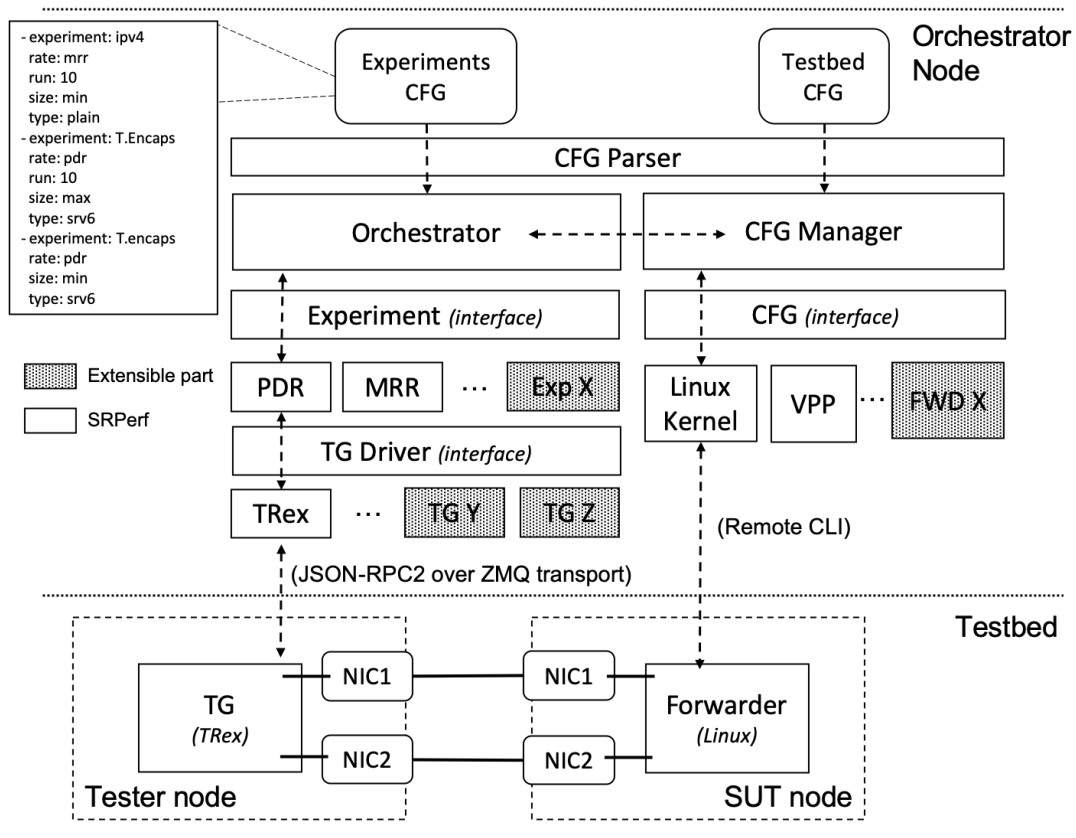 Orchestrator
Node
- experiment: ipv4
rate: mrr
run: 10
size: min
type: plain
- experiment: T.Encaps
rate: pdr
run: 10
size: max
type: srv6
- experiment: T.encaps
rate: pdr
size: min
type: srv6
Experiments
CFG
Testbed
CFG
CFG Parser
Orchestrator
CFG Manager
Experiment (interface)
CFG (interface)
Extensible part
SRPerf
PDR
MRR
...
Exp X
Linux
Kernel
VPP
...
FWD X
TG Driver (interface)
TRex
...
TG Y
TG Z
(Remote CLI)
(JSON-RPC2 over ZMQ transport)
Testbed
TG
(TRex)
NIC1
NIC2
NIC1
NIC2
Forwarder
(Linux)
Tester node
SUT node